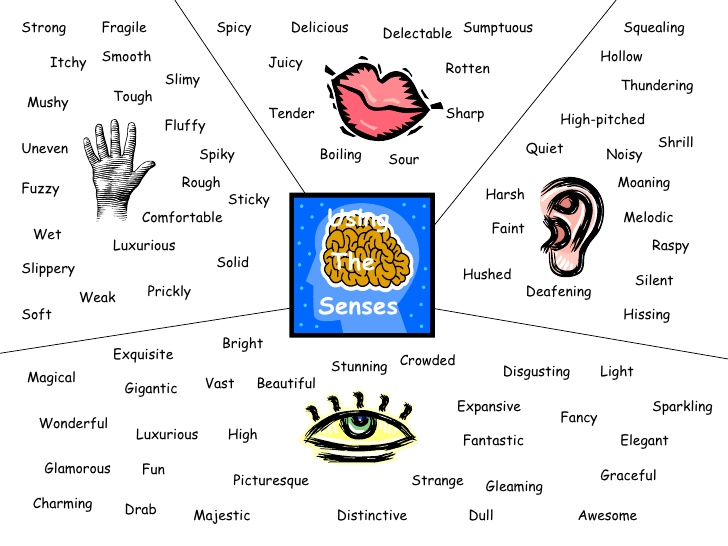 Strong
Fragile
Itchy
Smooth
Slimy
Mushy
Tough
Fluffy
Uneven
Spiky
Fuzzy
Rough
Sticky
Comfortable
Wet
Luxurious
Slippery
Solid
Weak
Prickly
Soft
Spicy
Delicious
Delectable
Sumptuous
Juicy
Rotten
Tender
Sharp
Boiling
Sour
Squealing
Hollow
Thundering
High-pitched
Quiet
Noisy
Shrill
Harsh
Moaning
Faint
Melodic
Raspy
Hushed
Silent
Deafening
Hissing
Using
The
Senses
Bright
Exquisite
Stunning
Crowded
Magical
Gigantic
Vast
Beautiful
Disgusting
Light
Wonderful
Luxurious
High
Expansive
Fancy
Sparkling
Fantastic
Elegant
Glamorous
Fun
Picturesque
Strange
Gleaming
Graceful
Charming
Drab
Majestic
Distinctive
Dull
Awesome